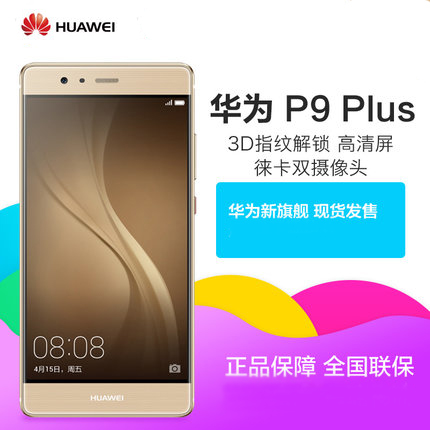 HUAWEI
华为 P9 Plus
3D指纹解锁 高清屏
徕卡双摄像头
华为新旗舰 现货发售
08:08
4月15日，周五
HUAWEI
正品保障 全国联保